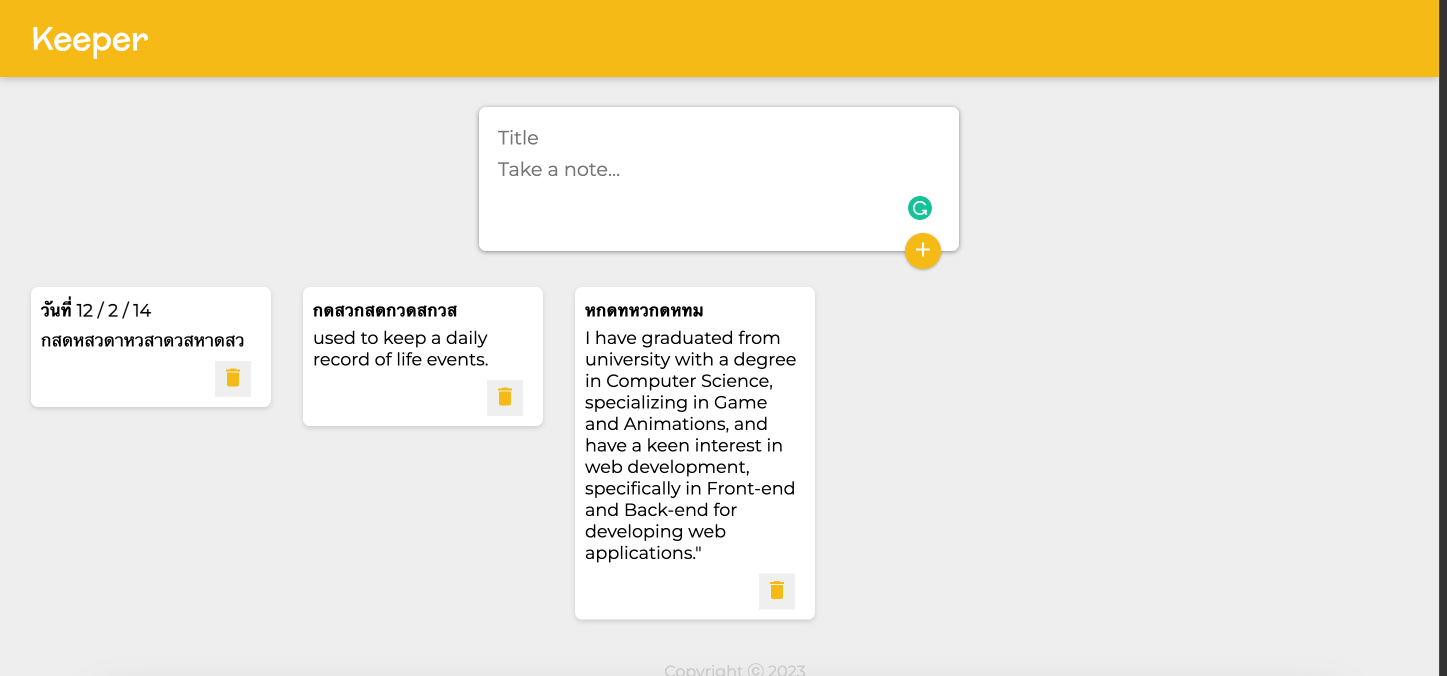 Keeper
Title
Take a note...
วันที่ 12 / 2 / 14
กสดหสวดาหวสาดวสหาดสว
กดสวกสดกวดสกวส
used to keep a daily
record of life events.
หกดทหวกดหทม
I have graduated from
university with a degree
in Computer Science,
specializing in Game
and Animations, and
have a keen interest in
web development,
specifically in Front-end
and Back-end for
developing web
applications."
Copyright ⓒ 2023